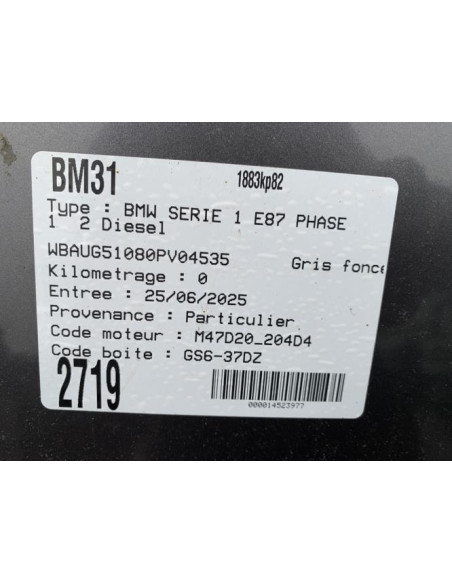 BM31 1883kp82
Type : BMW SERIE 1 E87 PHASE
1 2 Diesel
WBAUG51080PV04535 Gris fonce
Kilometrage : 0
Entree : 25/06/2025
Provenance : Particulier
Code moteur : M47D20_204D4
Code boite : GS6-37DZ
2719
000014523977